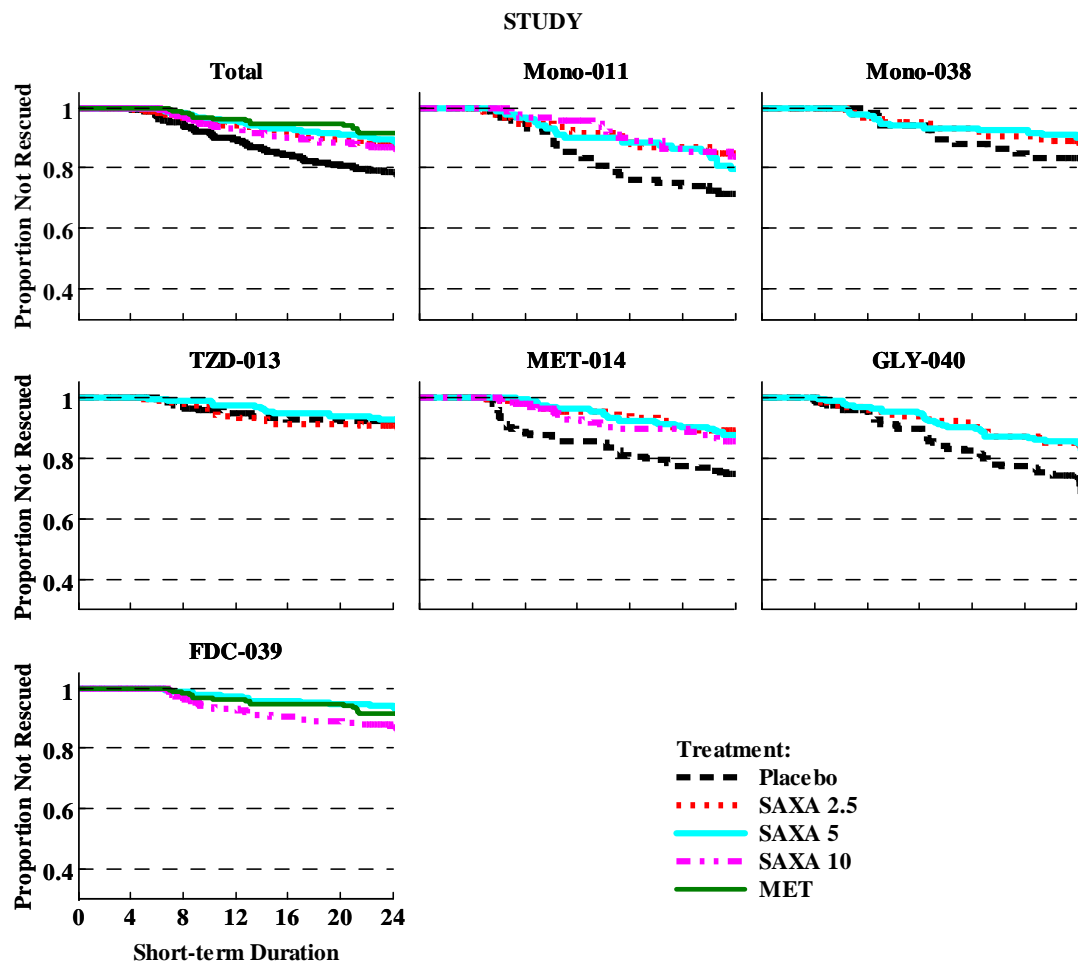 STUDY
Total
Mono-011
Mono-038
Proportion Not Rescued
1
0.8
0.6
0.4
TZD-013
MET-014
GLY-040
Proportion Not Rescued
1
0.8
0.6
0.4
FDC-039
Proportion Not Rescued
1
0.8
0.6
0.4
0 4 8 12 16 20 24
Short-term Duration
Treatment:
Placebo
SAXA 2.5
SAXA 5
SAXA 10
MET